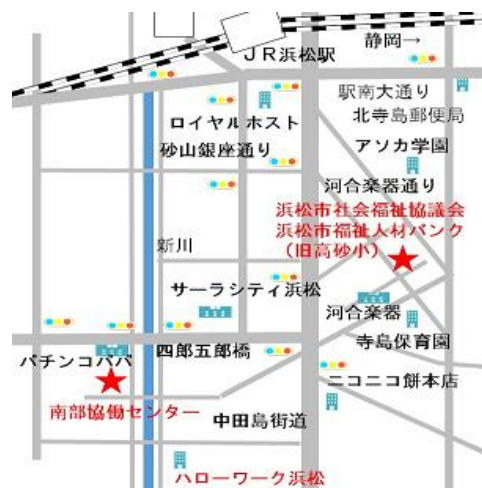 静岡→
JR浜松駅
駅南大通り
北寺島郵便局
ロイヤルホスト
アソカ学園
砂山銀座通り
河合楽器通り
浜松市社会福祉協議会
浜松市福祉人材バンク
(旧高砂小)
新川
サーラシティ浜松
河合楽器
寺島保育園
四郎五郎橋
パチンコババ
ニコニコ餅本店
南部協働センター
中田島街道
ハローワーク浜松